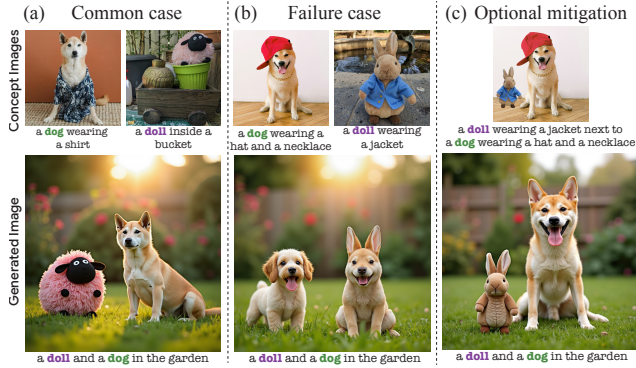 (a) Common case
(b) Failure case
(c) Optional mitigation
Concept Images
a dog wearing
a shirt
a doll inside a
bucket
a dog wearing a
hat and a necklace
a doll wearing
a jacket
a doll wearing a jacket next to
a dog wearing a hat and a necklace
Generated Image
a doll and a dog in the garden
a doll and a dog in the garden
a doll and a dog in the garden